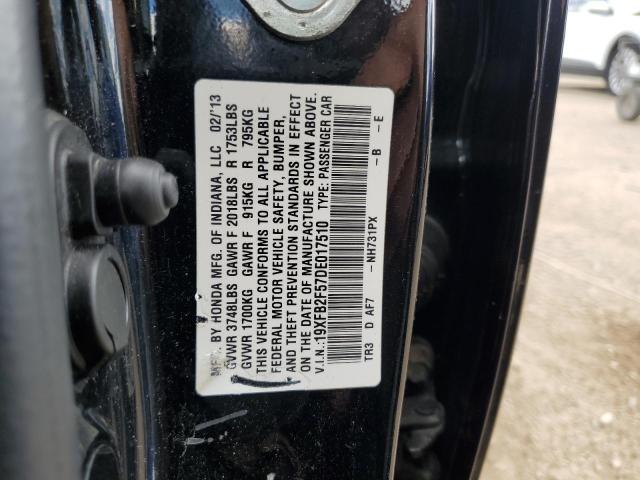 MFD. BY HONDA MFG. OF INDIANA, LLC 02/'13
GVWR 3748LBS GAWR F 2018LBS R 1753LBS
GVWR 1700KG GAWR F 915KG R 795KG
THIS VEHICLE CONFORMS TO ALL APPLICABLE
FEDERAL MOTOR VEHICLE SAFETY, BUMPER,
AND THEFT PREVENTION STANDARDS IN EFFECT
ON THE DATE OF MANUFACTURE SHOWN ABOVE.
V.I.N.:19XFB2F57DE017510 TYPE: PASSENGER CAR
-NH731PX -B -E
TR3 D AF7